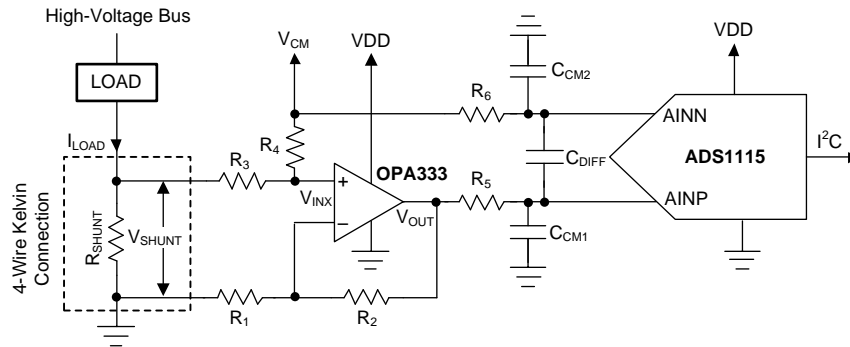 High-Voltage Bus
LOAD
I_LOAD
4-Wire Kelvin
Connection
R_SHUNT
V_SHUNT
R_3
R_1
R_4
V_CM
VDD
V_INX
+
−
OPA333
V_OUT
R_2
R_6
R_5
C_CM2
C_DIFF
C_CM1
VDD
AINN
ADS1115
AINP
I²C